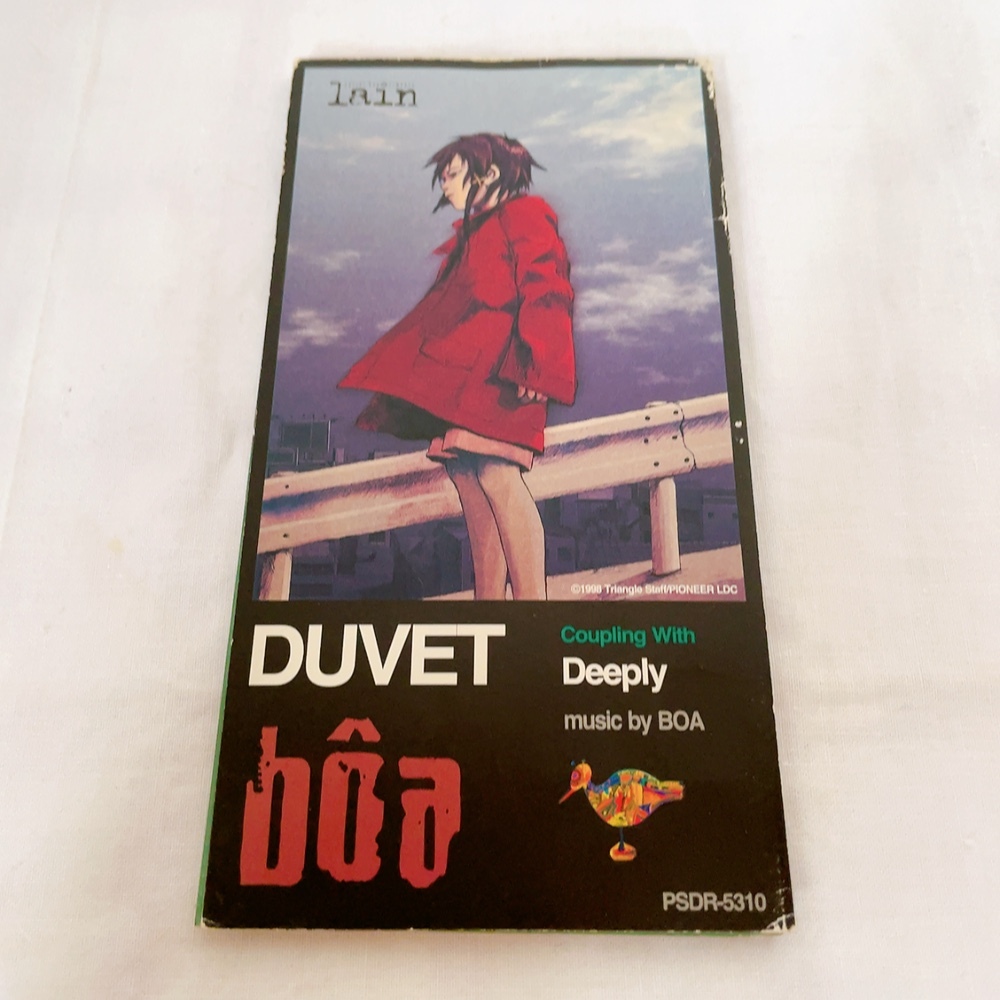 lain
©1998 Triangle Staff/PIONEER LDC
DUVET
Coupling With
Deeply
music by BOA
bôa
PSDR-5310